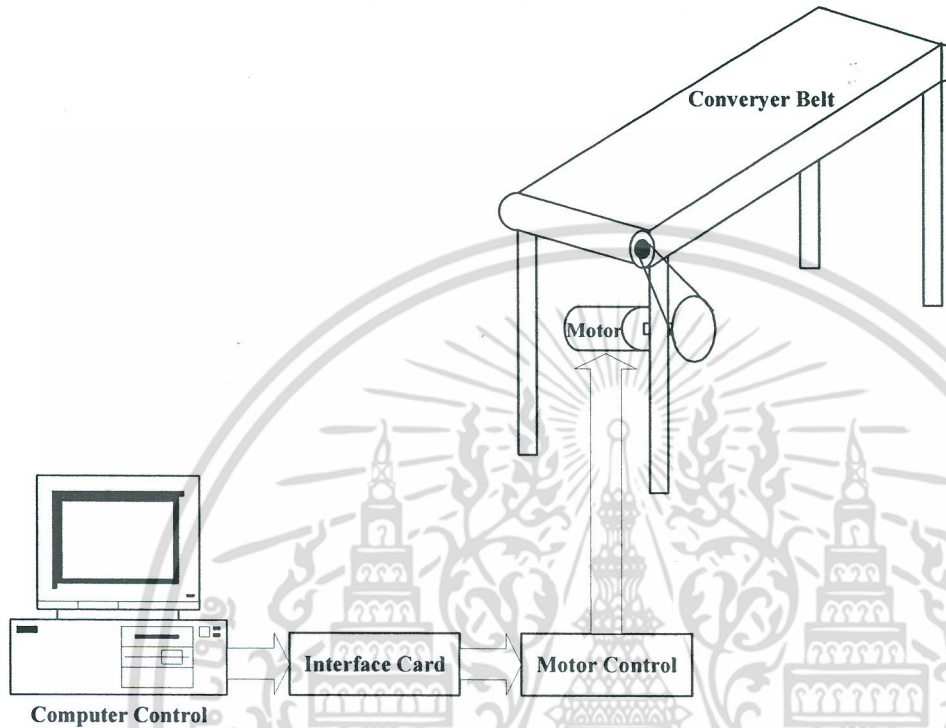 Converyer Belt
Motor
Interface Card
Motor Control
Computer Control